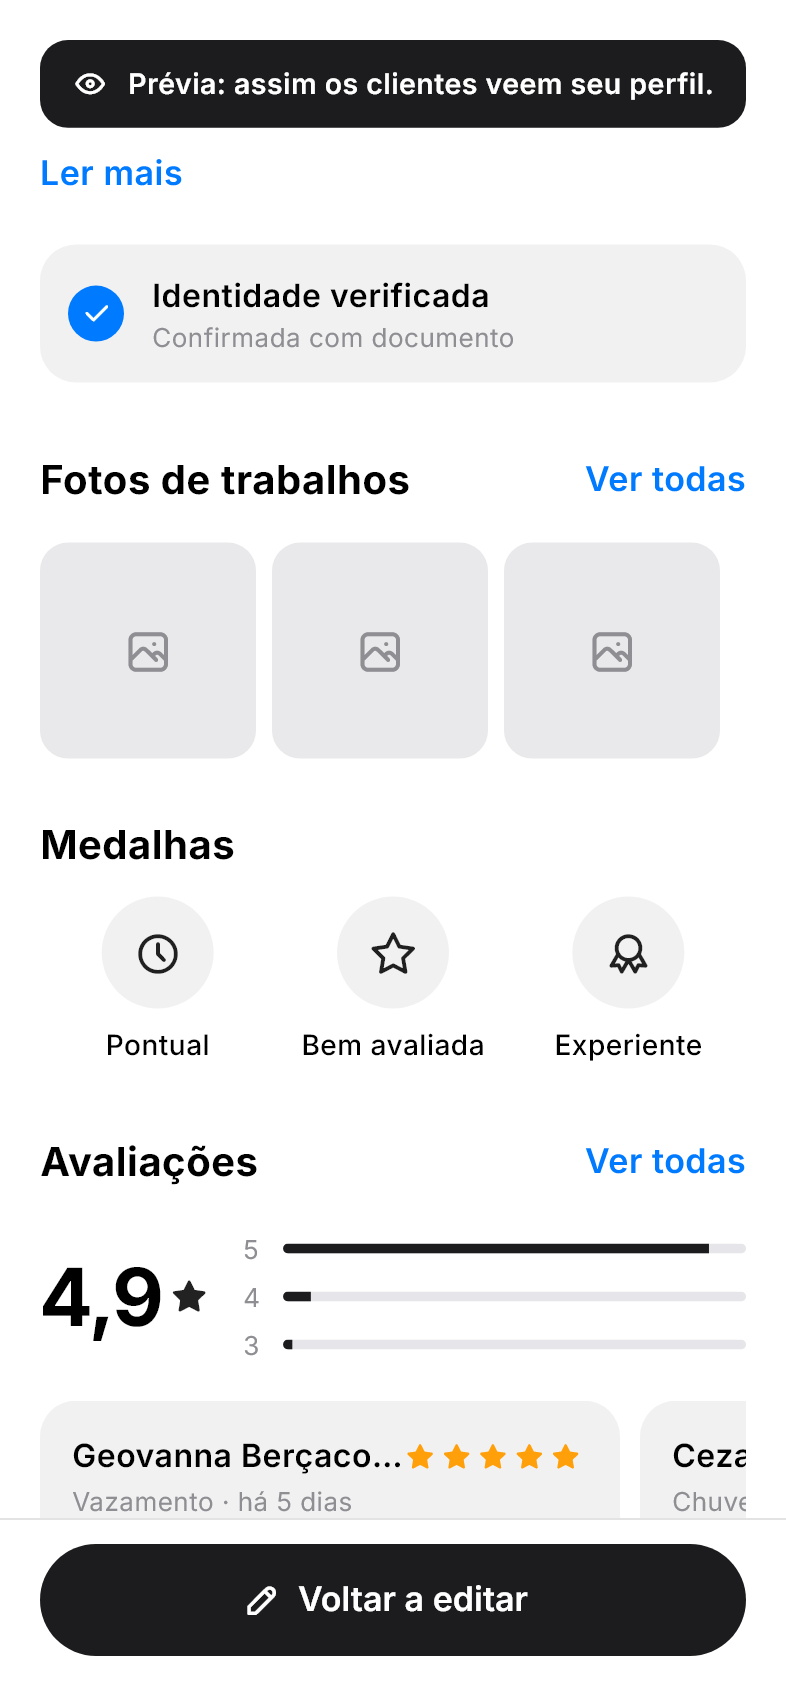 Prévia: assim os clientes veem seu perfil.
Ler mais
Identidade verificada
Confirmada com documento
Fotos de trabalhos
Ver todas
Medalhas
Pontual
Bem avaliada
Experiente
Avaliações
Ver todas
4,9
5
4
3
Geovanna Berçaco...
Vazamento · há 5 dias
Ceza
Chuve
Voltar a editar